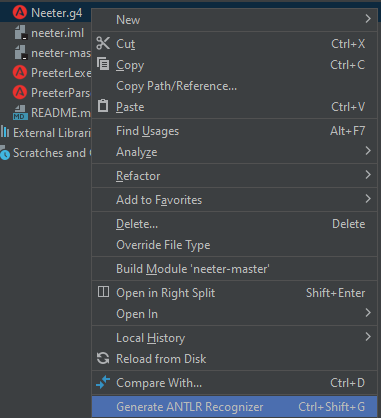 Neeter.g4
New
neeter.iml
Cut Ctrl+X
neeter-mas
Copy Ctrl+C
PreeterLexe
Copy Path/Reference...
PreeterPars
Paste Ctrl+V
README.m
Find Usages Alt+F7
External Librari
Analyze
Scratches and
Refactor
Add to Favorites
Delete... Delete
Override File Type
Build Module 'neeter-master'
Open in Right Split Shift+Enter
Open In
Local History
Reload from Disk
Compare With... Ctrl+D
Generate ANTLR Recognizer Ctrl+Shift+G